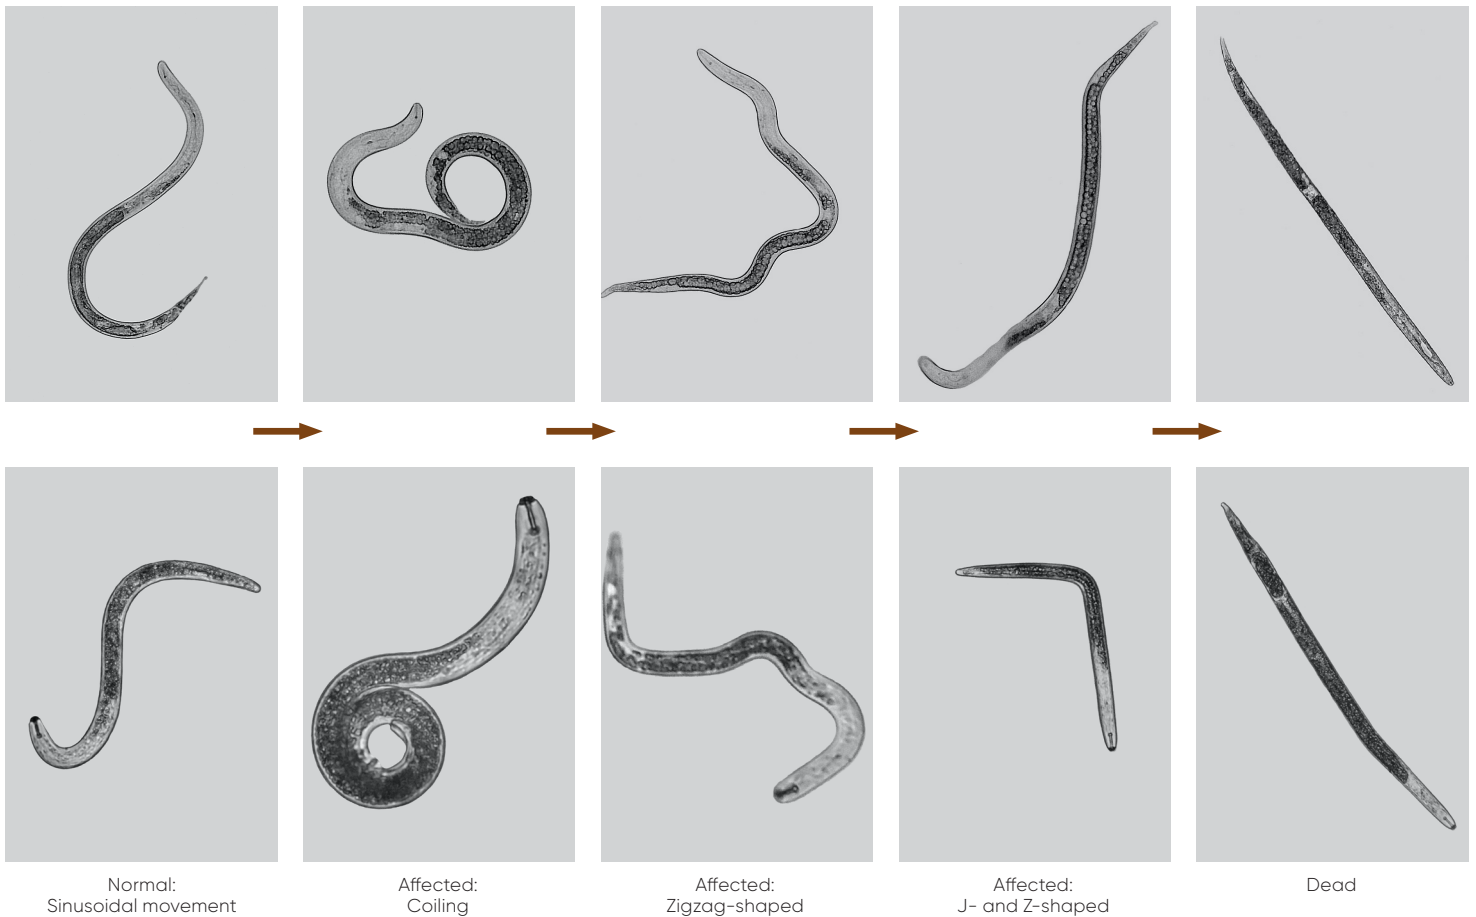 Normal:
Sinusoidal movement
Affected:
Coiling
Affected:
Zigzag-shaped
Affected:
J- and Z-shaped
Dead